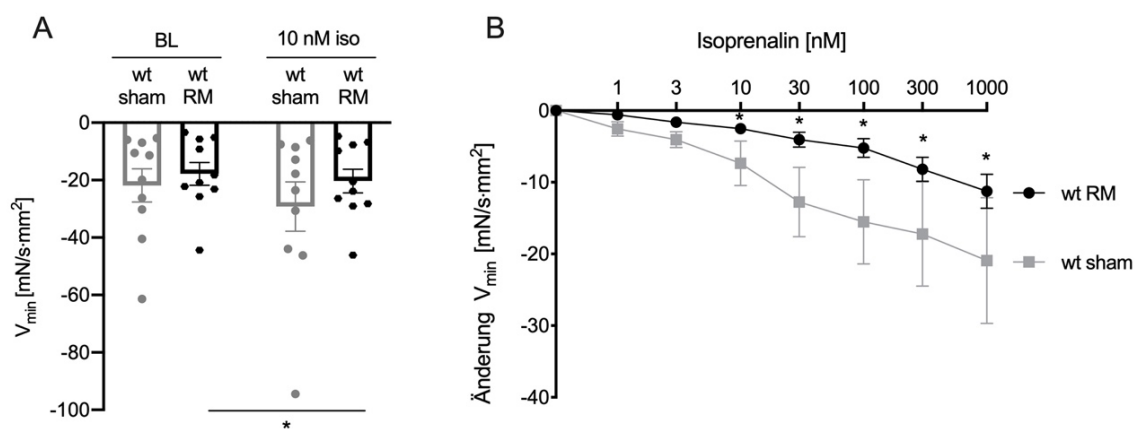 A
BL
10 nM iso
wt sham
wt RM
wt sham
wt RM
0
-20
-40
-60
-80
-100
Vmin [mN/s·mm²]
*
B
Isoprenalin [nM]
1 3 10 30 100 300 1000
0
-10
-20
-30
-40
Änderung Vmin [mN/s·mm²]
* * * * *
wt RM
wt sham